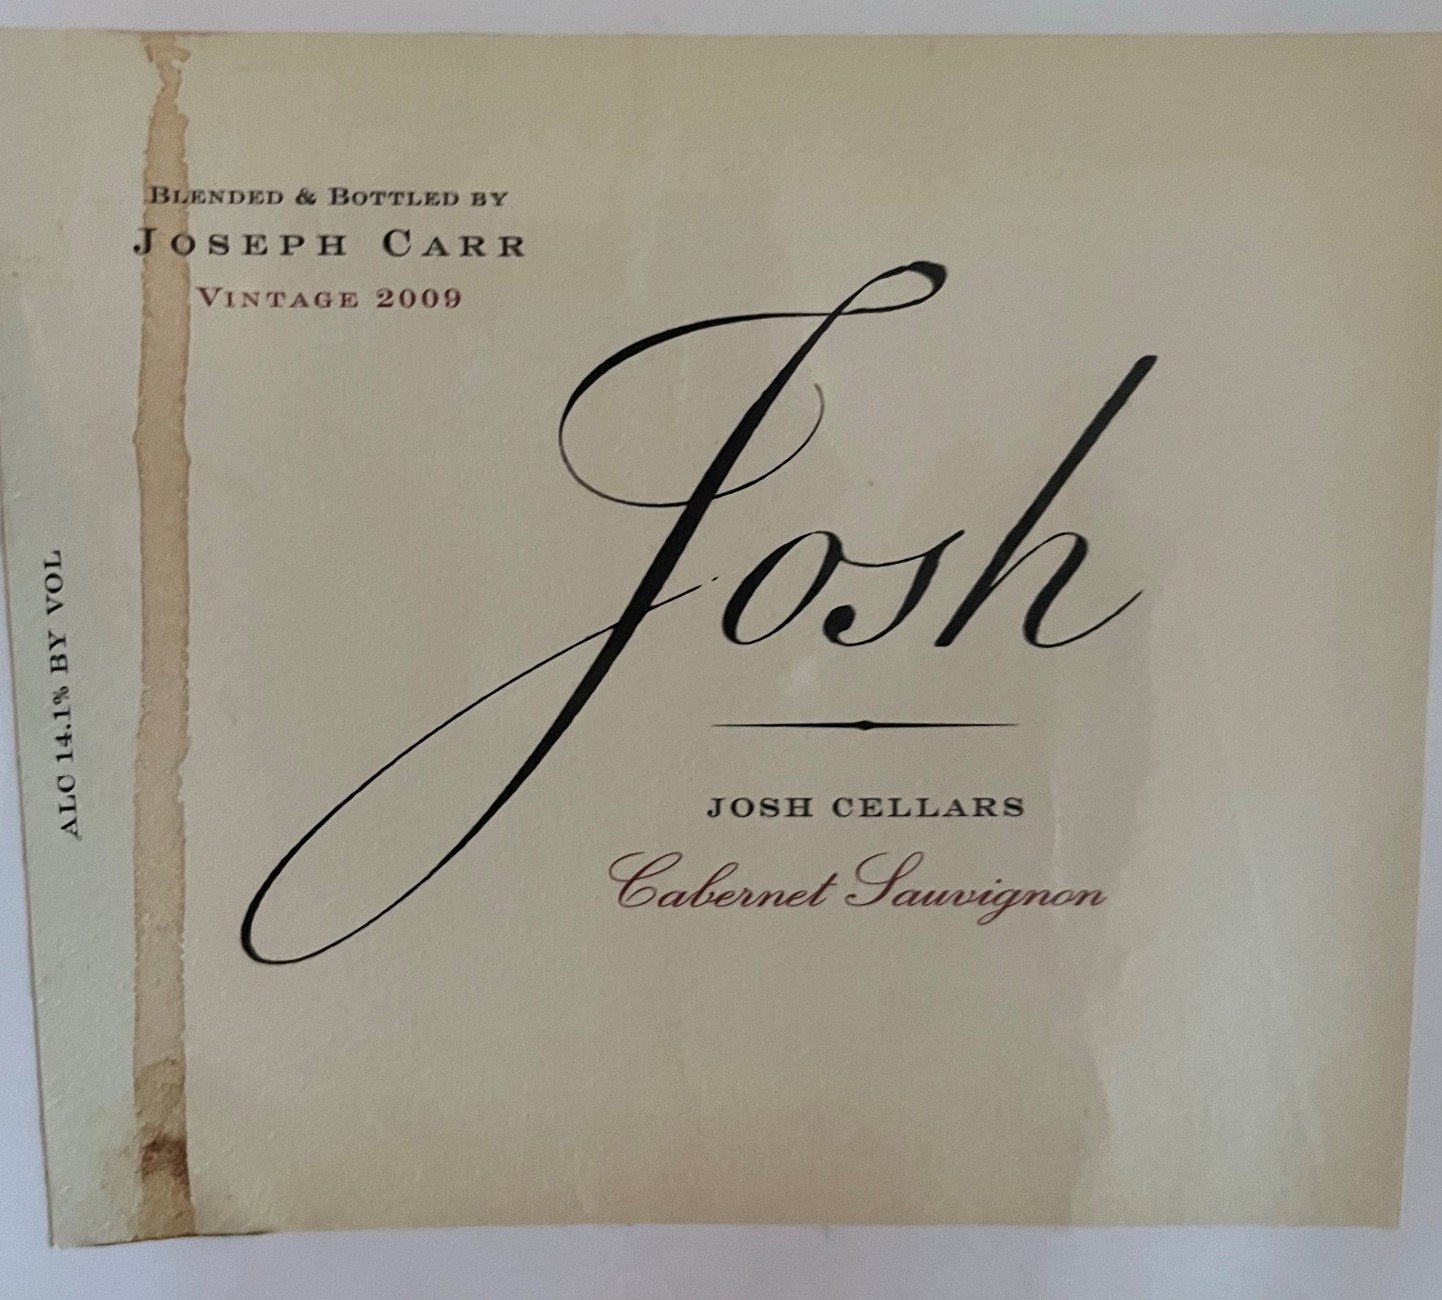 Blended & Bottled by
Joseph Carr
Vintage 2009
Josh
JOSH CELLARS
Cabernet Sauvignon
ALC 14.1% BY VOL